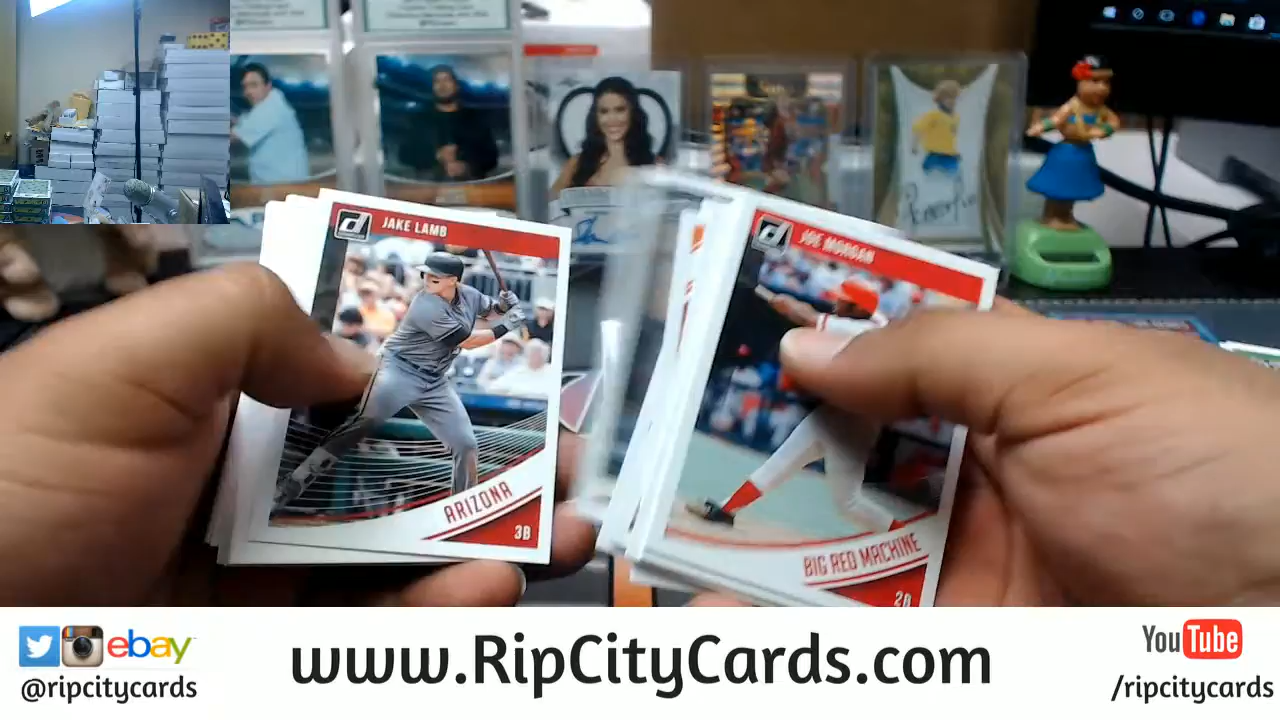 JAKE LAMB
ARIZONA
3B
JOE MORGAN
BIG RED MACHINE
2B
ebay
@ripcitycards
www.RipCityCards.com
YouTube
/ripcitycards